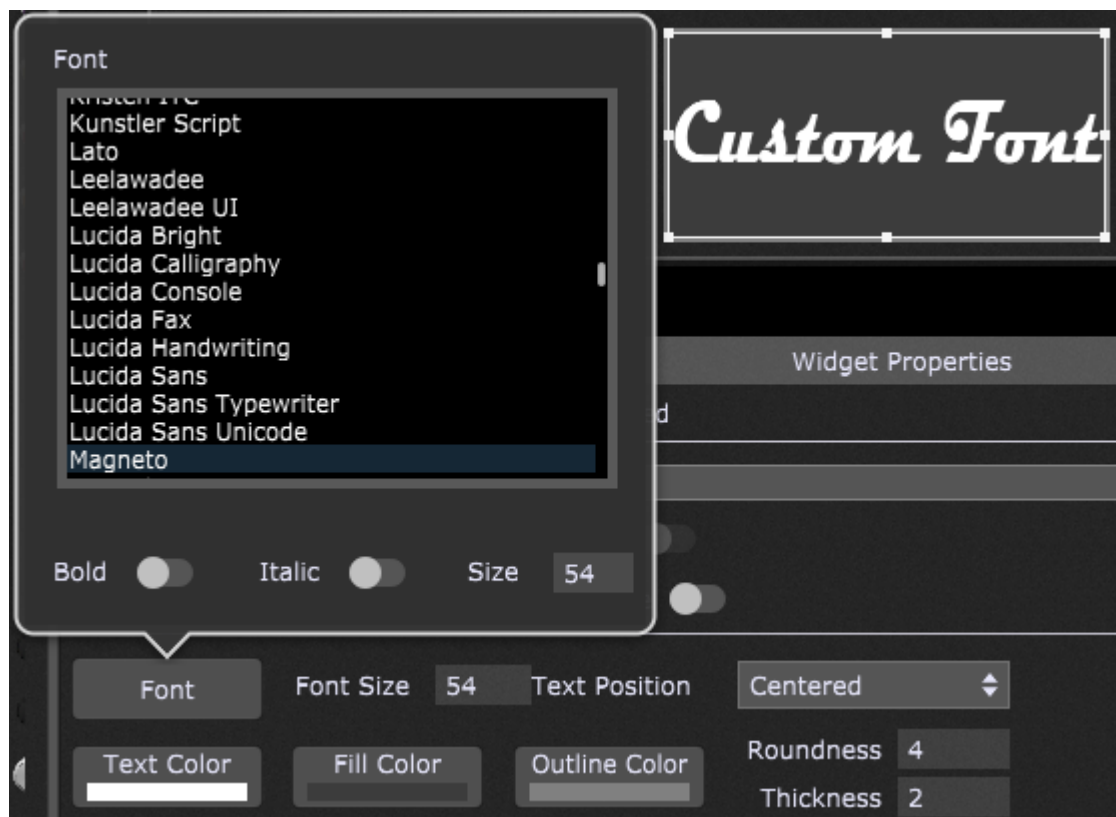 Font
Kristen ITC
Kunstler Script
Lato
Leelawadee
Leelawadee UI
Lucida Bright
Lucida Calligraphy
Lucida Console
Lucida Fax
Lucida Handwriting
Lucida Sans
Lucida Sans Typewriter
Lucida Sans Unicode
Magneto
Bold Italic Size 54
Custom Font
Widget Properties
d
Font Font Size 54 Text Position Centered
Text Color Fill Color Outline Color Roundness 4
Thickness 2